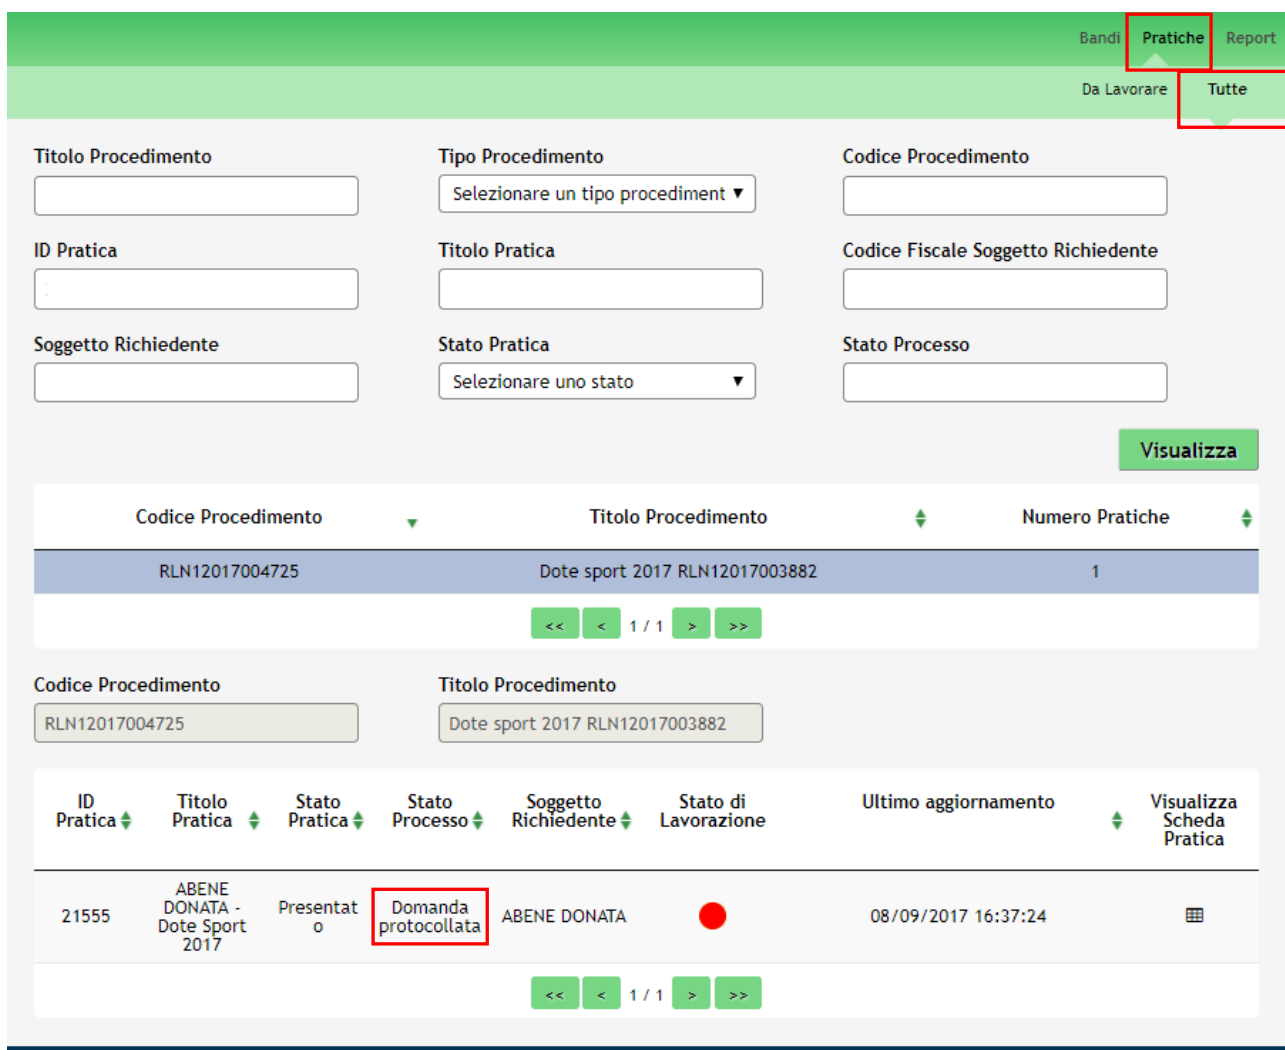 Bandi Pratiche Report
Da Lavorare Tutte
Titolo Procedimento Tipo Procedimento Codice Procedimento
Selezionare un tipo procediment ▼
ID Pratica Titolo Pratica Codice Fiscale Soggetto Richiedente
Soggetto Richiedente Stato Pratica Stato Processo
Selezionare uno stato ▼
Visualizza
Codice Procedimento Titolo Procedimento Numero Pratiche
RLN12017004725 Dote sport 2017 RLN12017003882 1
<< < 1 / 1 > >>
Codice Procedimento Titolo Procedimento
RLN12017004725 Dote sport 2017 RLN12017003882
ID Pratica Titolo Pratica Stato Pratica Stato Processo Soggetto Richiedente Stato di Lavorazione Ultimo aggiornamento Visualizza Scheda Pratica
21555 ABENE DONATA - Dote Sport 2017 Presentato Domanda protocollata ABENE DONATA 08/09/2017 16:37:24
<< < 1 / 1 > >>